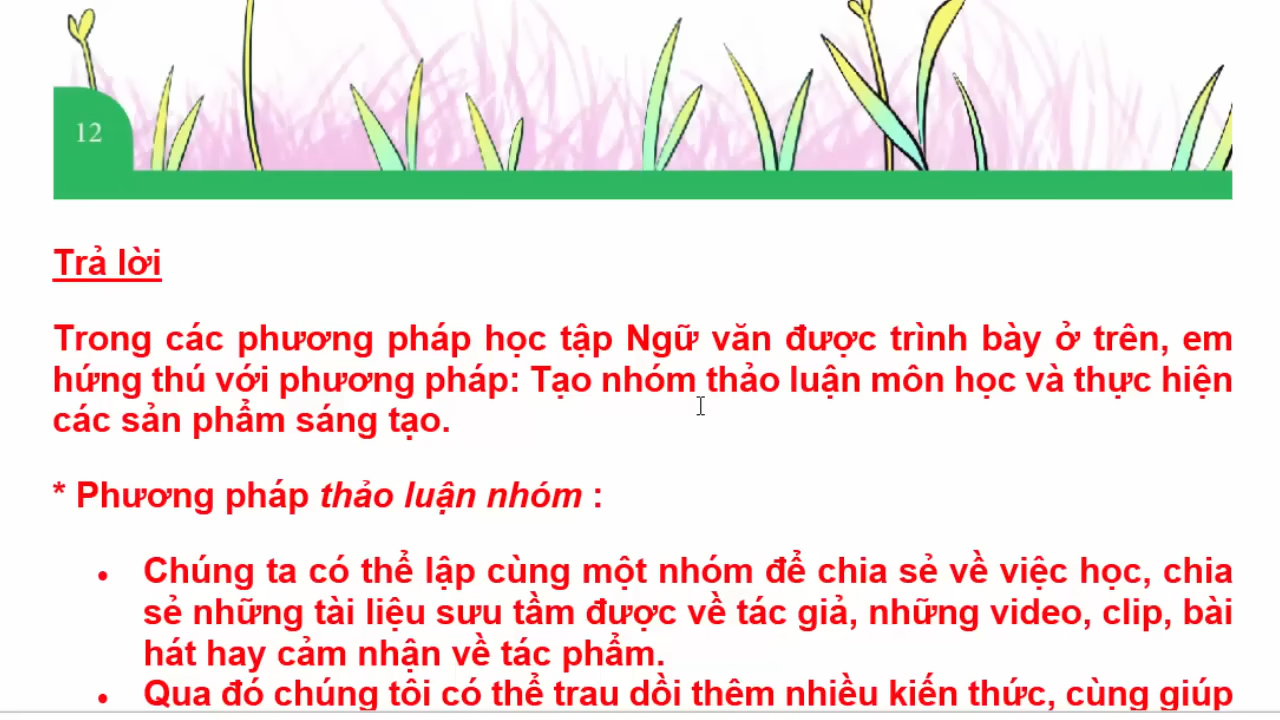 12
Trả lời
Trong các phương pháp học tập Ngữ văn được trình bày ở trên, em
hứng thú với phương pháp: Tạo nhóm thảo luận môn học và thực hiện
các sản phẩm sáng tạo.
* Phương pháp thảo luận nhóm :
• Chúng ta có thể lập cùng một nhóm để chia sẻ về việc học, chia
sẻ những tài liệu sưu tầm được về tác giả, những video, clip, bài
hát hay cảm nhận về tác phẩm.
• Qua đó chúng tôi có thể trau dồi thêm nhiều kiến thức, cùng giúp